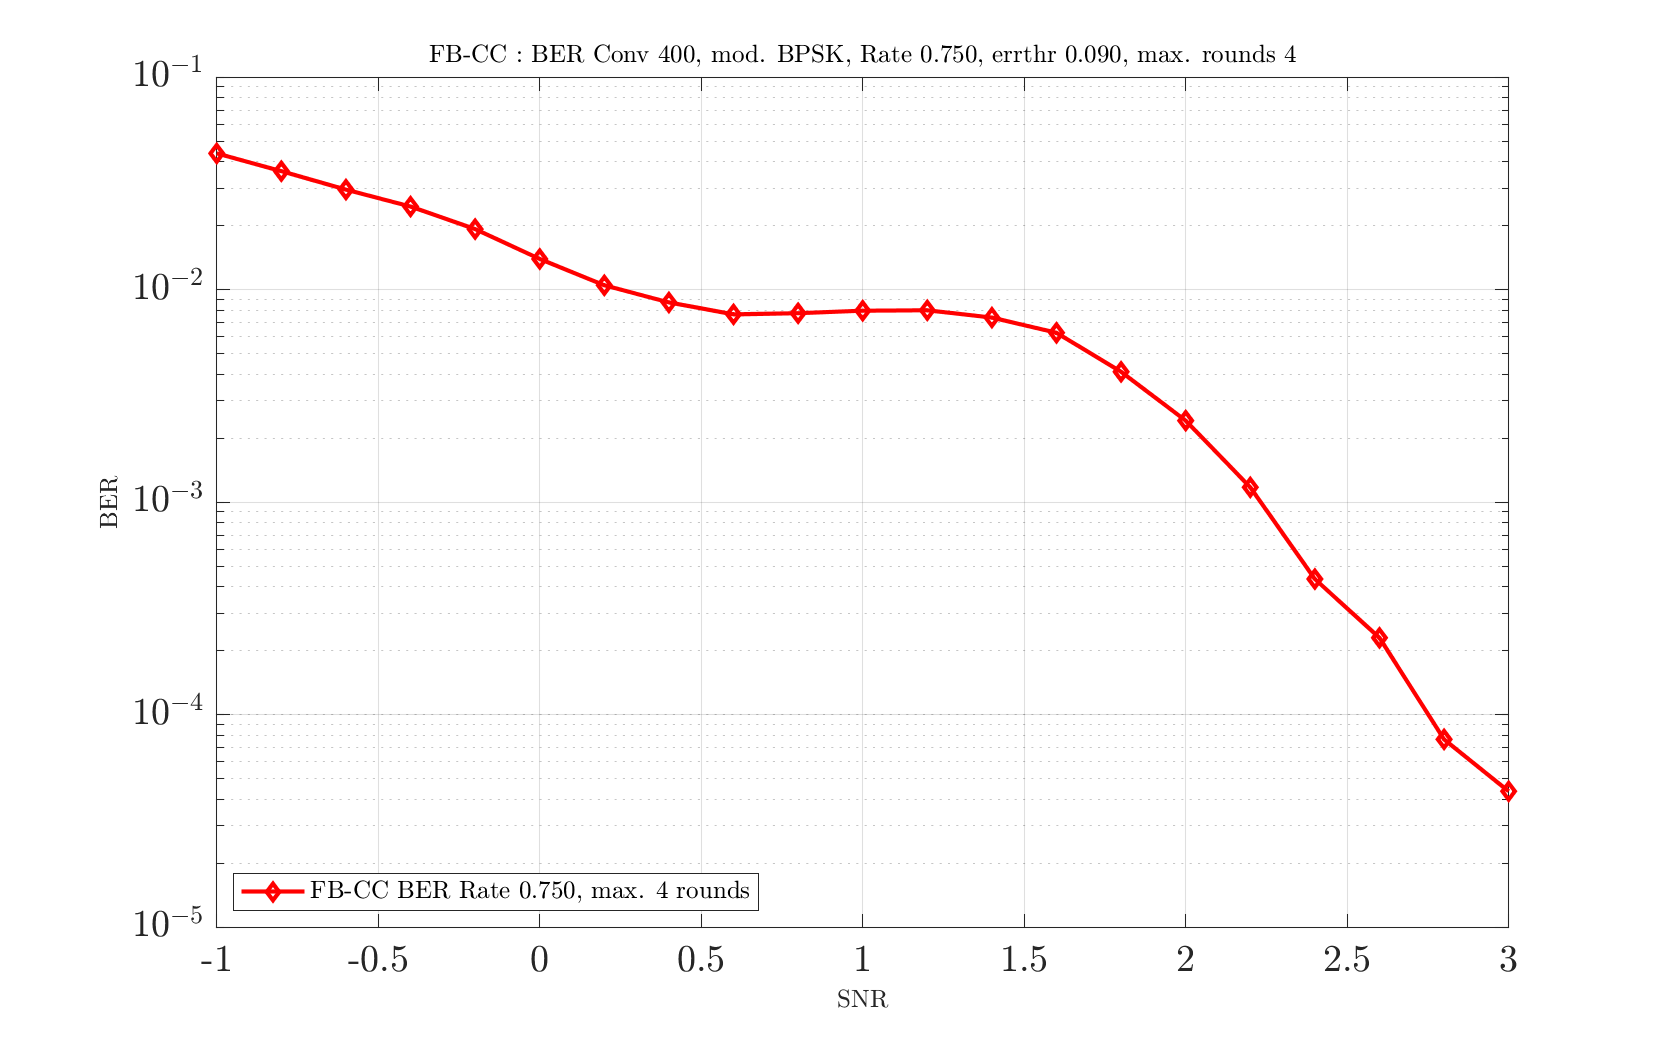 FB-CC : BER Conv 400, mod. BPSK, Rate 0.750, errthr 0.090, max. rounds 4
10^{-1}
10^{-2}
10^{-3}
10^{-4}
10^{-5}
BER
FB-CC BER Rate 0.750, max. 4 rounds
-1 -0.5 0 0.5 1 1.5 2 2.5 3
SNR